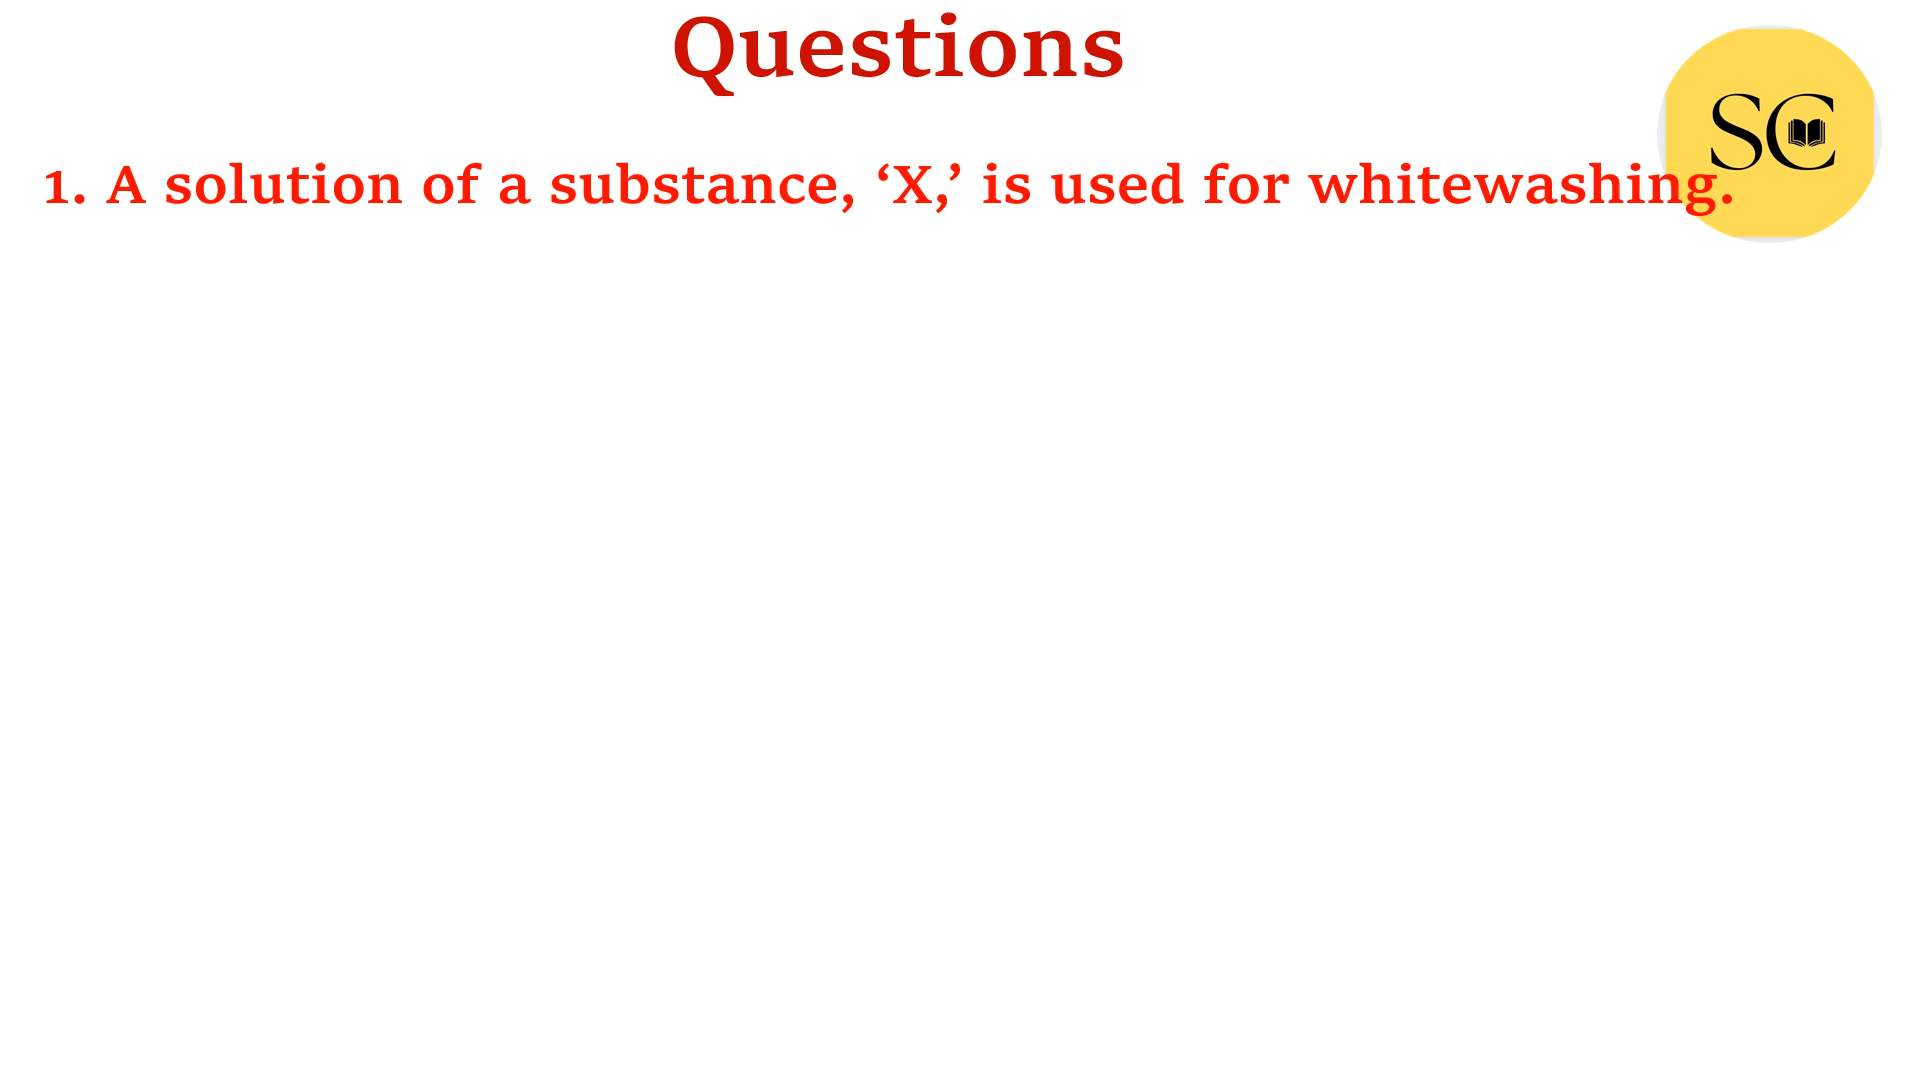 Questions
SC
1. A solution of a substance, ‘X,’ is used for whitewashing.